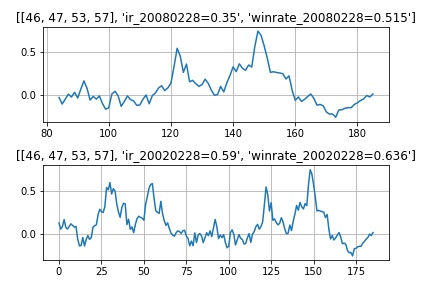 [[46, 47, 53, 57], 'ir_20080228=0.35', 'winrate_20080228=0.515']
0.5
0.0
80 100 120 140 160 180
[[46, 47, 53, 57], 'ir_20020228=0.59', 'winrate_20020228=0.636']
0.5
0.0
0 25 50 75 100 125 150 175